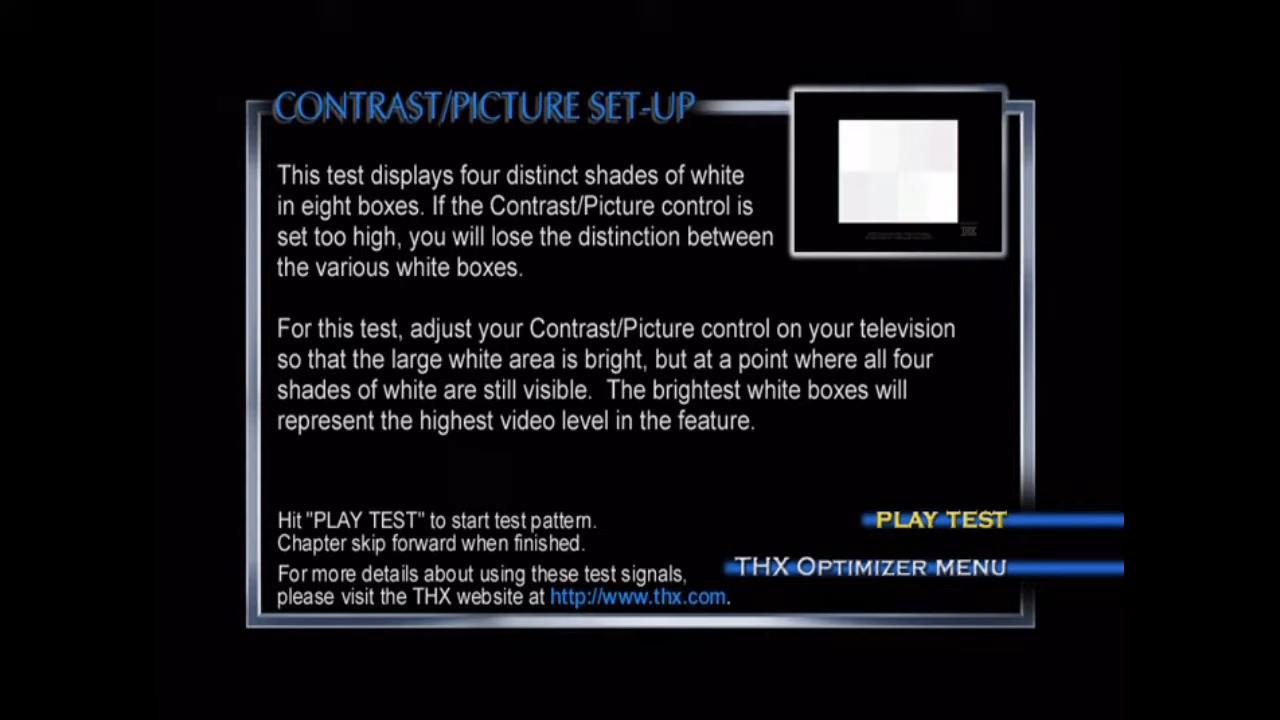 CONTRAST/PICTURE SET-UP
This test displays four distinct shades of white
in eight boxes. If the Contrast/Picture control is
set too high, you will lose the distinction between
the various white boxes.
For this test, adjust your Contrast/Picture control on your television
so that the large white area is bright, but at a point where all four
shades of white are still visible.  The brightest white boxes will
represent the highest video level in the feature.
Hit "PLAY TEST" to start test pattern.
Chapter skip forward when finished.
For more details about using these test signals,
please visit the THX website at http://www.thx.com.
PLAY TEST
THX OPTIMIZER MENU
THX